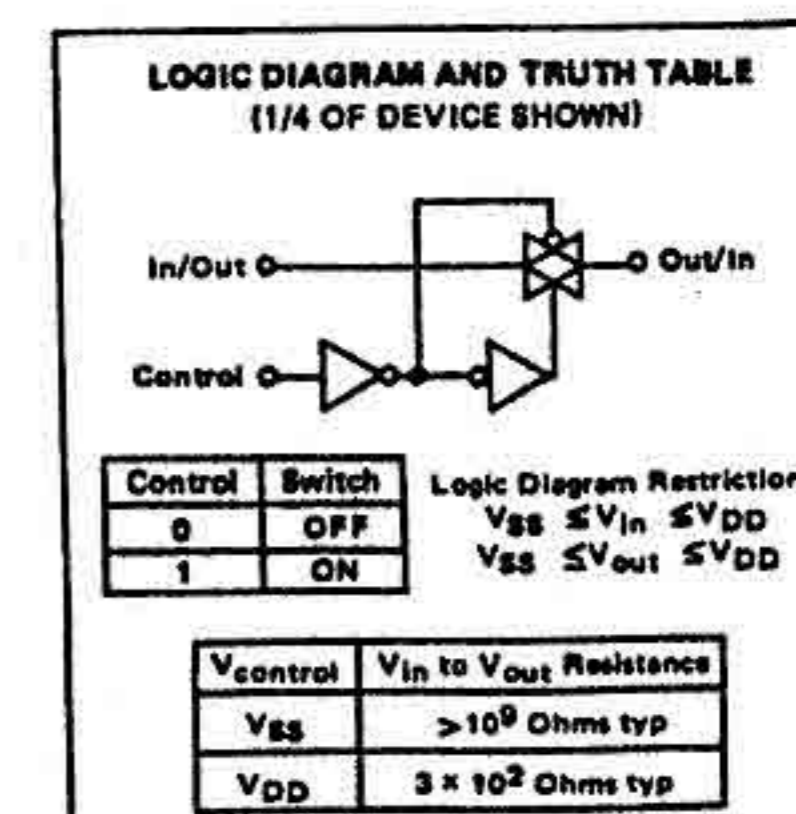 LOGIC DIAGRAM AND TRUTH TABLE
(1/4 OF DEVICE SHOWN)
In/Out Out/In
Control
Control Switch
0 OFF
1 ON
Logic Diagram Restriction
VSS ≤ Vin ≤ VDD
VSS ≤ Vout ≤ VDD
Vcontrol Vin to Vout Resistance
VSS >10⁹ Ohms typ
VDD 3 × 10² Ohms typ